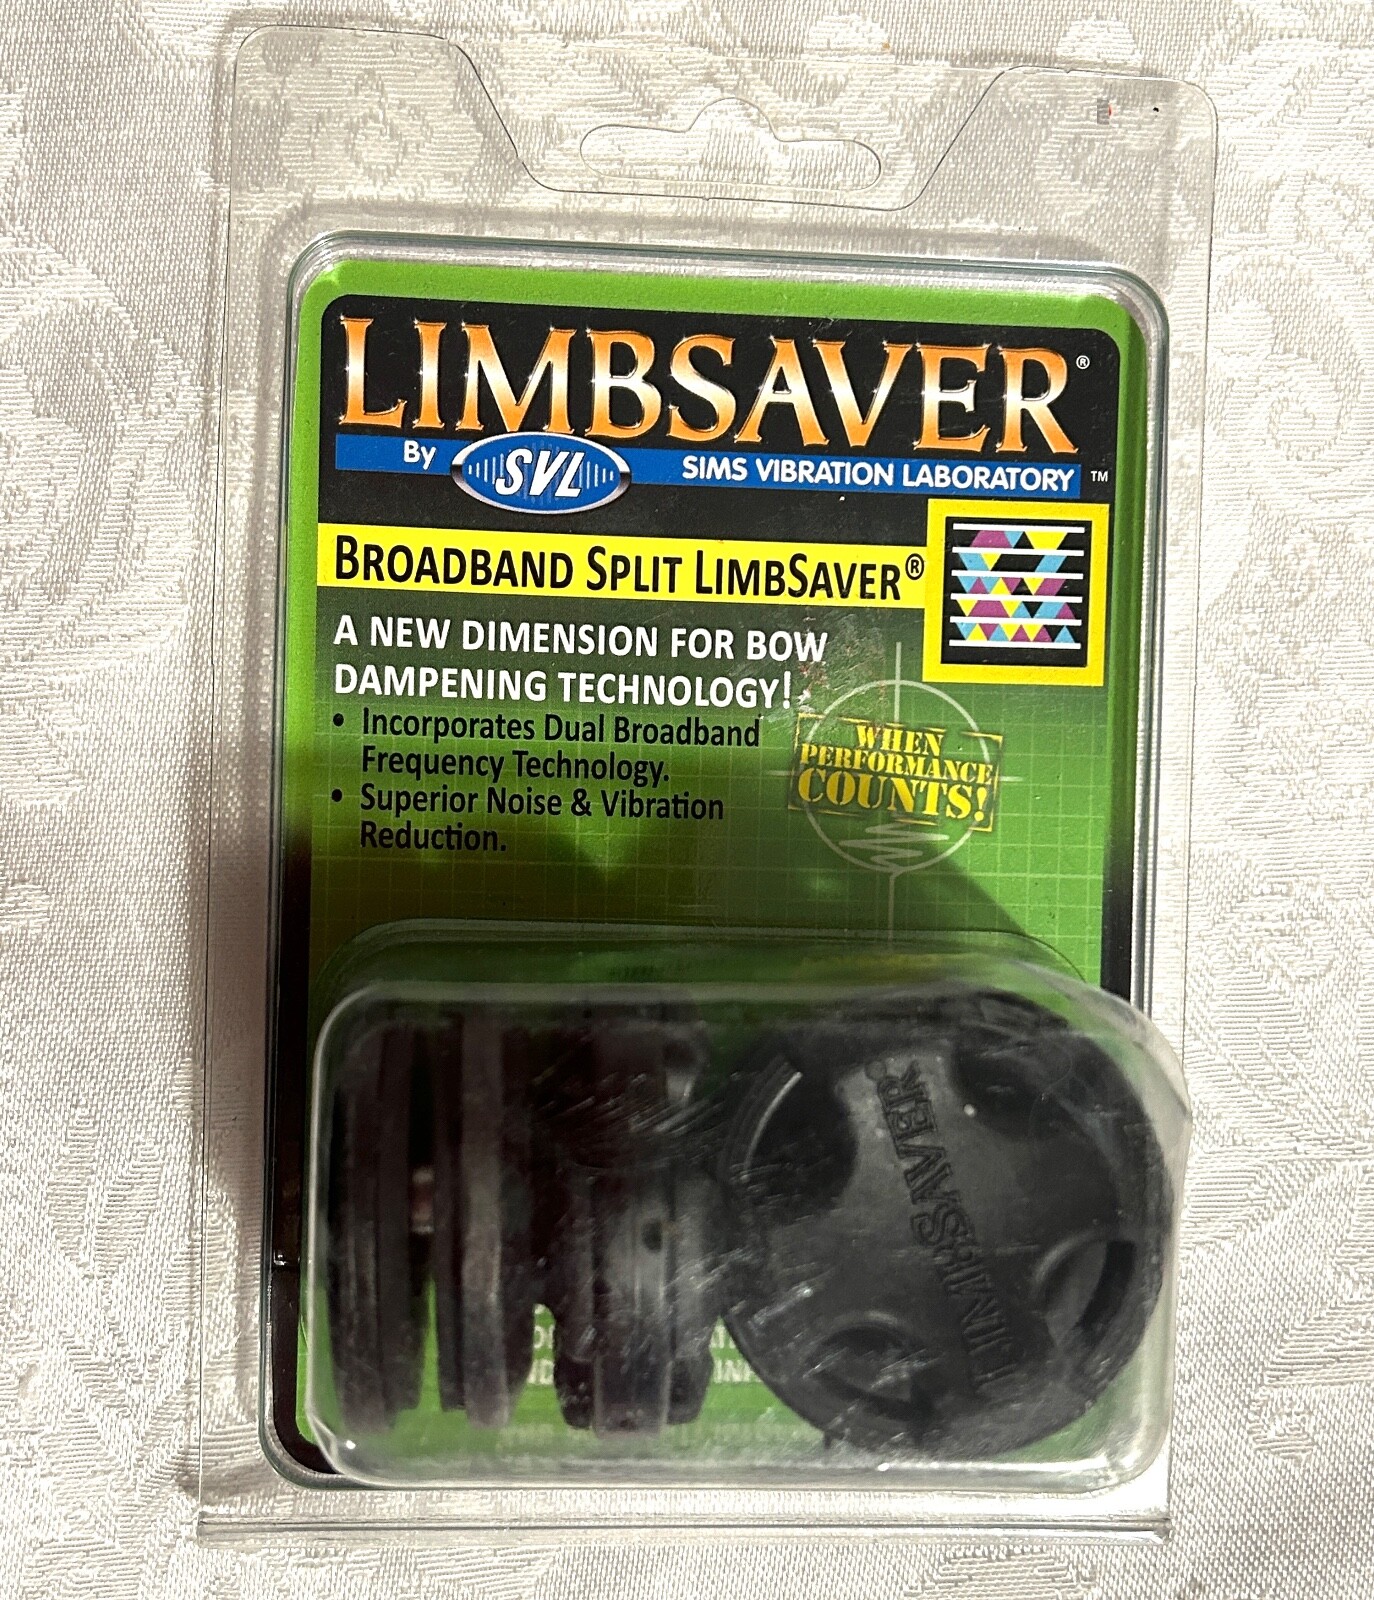 LIMBSAVER®
By SVL SIMS VIBRATION LABORATORY™
BROADBAND SPLIT LIMBSAVER®
A NEW DIMENSION FOR BOW
DAMPENING TECHNOLOGY!
• Incorporates Dual Broadband
Frequency Technology.
• Superior Noise & Vibration
Reduction.
WHEN
PERFORMANCE
COUNTS!
LIMBSAVER®